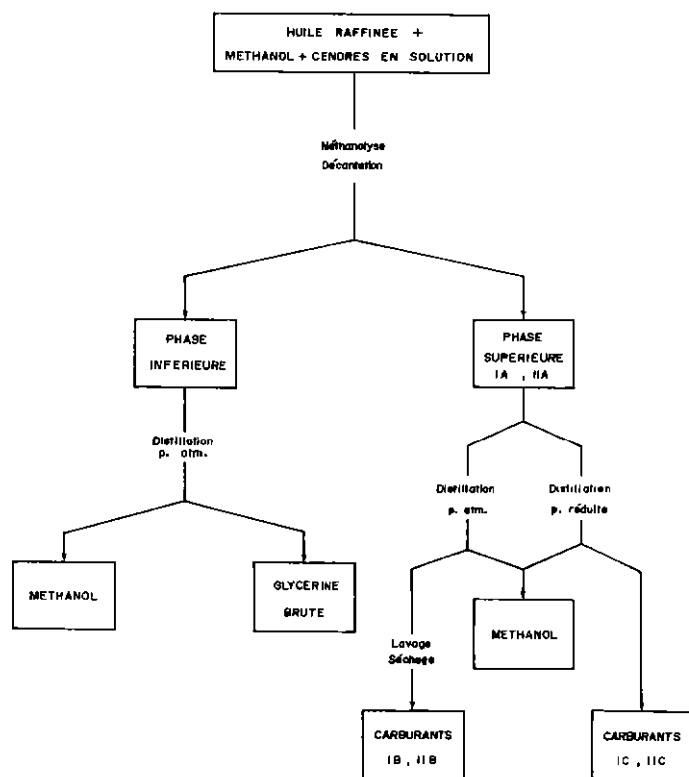 HUILE RAFFINÉE +
METHANOL + CENDRES EN SOLUTION
Méthanolyse
Décantation
PHASE
INFERIEURE
PHASE
SUPERIEURE
IA , IIA
Distillation
p. atm.
Distillation
p. atm.
Distillation
p. réduite
METHANOL
GLYCERINE
BRUTE
METHANOL
Lavage
Séchage
CARBURANTS
IB , IIB
CARBURANTS
IC , IIC